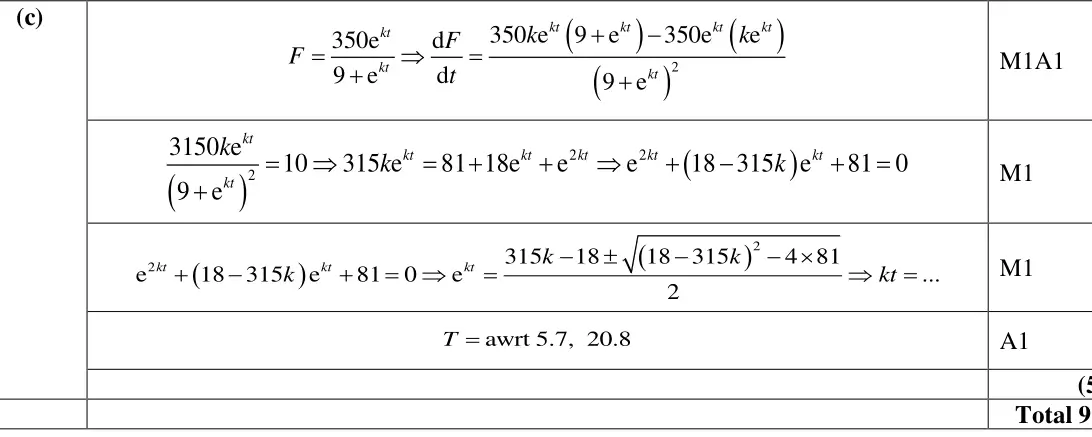 (c) F = 350e^{kt} / (9 + e^{kt}) ⇒ dF/dt = (350ke^{kt}(9 + e^{kt}) − 350e^{kt}(ke^{kt})) / (9 + e^{kt})^2 M1A1
3150ke^{kt} / (9 + e^{kt})^2 = 10 ⇒ 315ke^{kt} = 81 + 18e^{kt} + e^{2kt} ⇒ e^{2kt} + (18 − 315k)e^{kt} + 81 = 0 M1
e^{2kt} + (18 − 315k)e^{kt} + 81 = 0 ⇒ e^{kt} = (315k − 18 ± √((18 − 315k)^2 − 4 × 81)) / 2 ⇒ kt = ... M1
T = awrt 5.7, 20.8 A1
(5
Total 9